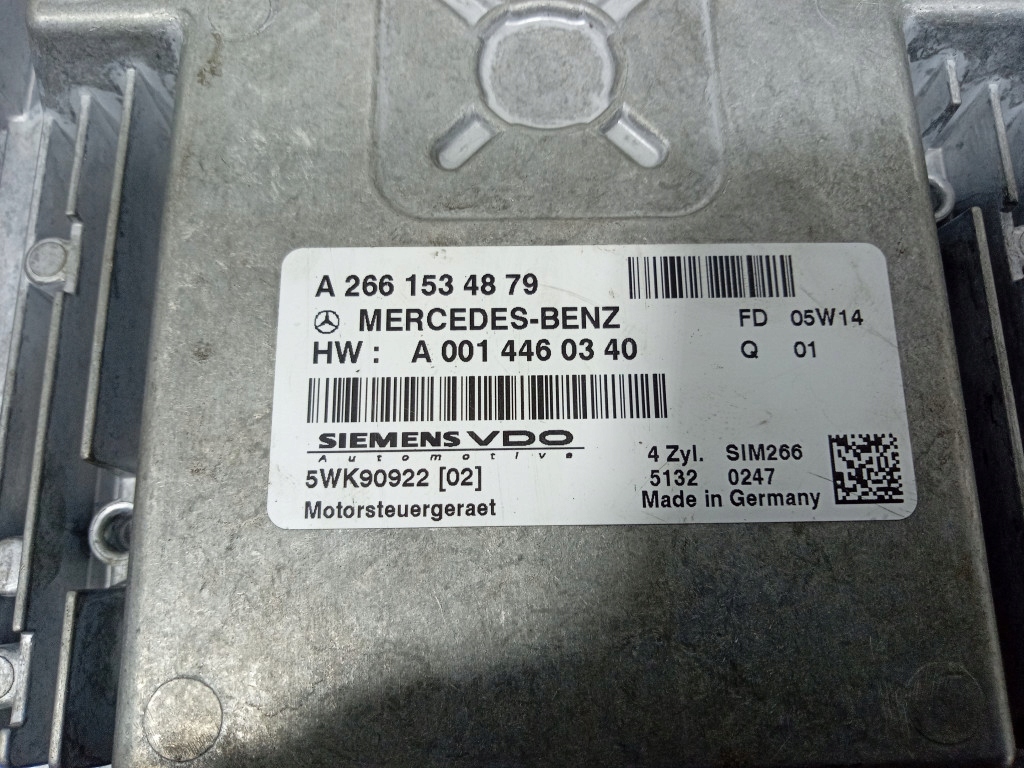 A 266 153 48 79
MERCEDES-BENZ FD 05W14
HW : A 001 446 03 40 Q 01
SIEMENS VDO
Automotive
4 Zyl. SIM266
5WK90922 [02] 5132 0247
Made in Germany
Motorsteuergeraet